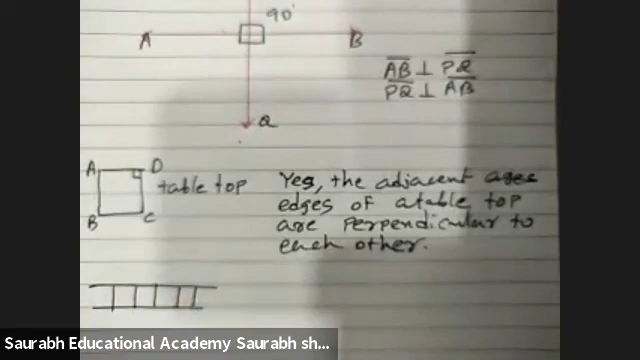 90°
A B
AB ⊥ PQ
PQ ⊥ AB
Q
A D
table top
B C
Yes, the adjacent
edges of a table top
are perpendicular to
each other.
Saurabh Educational Academy Saurabh sh...